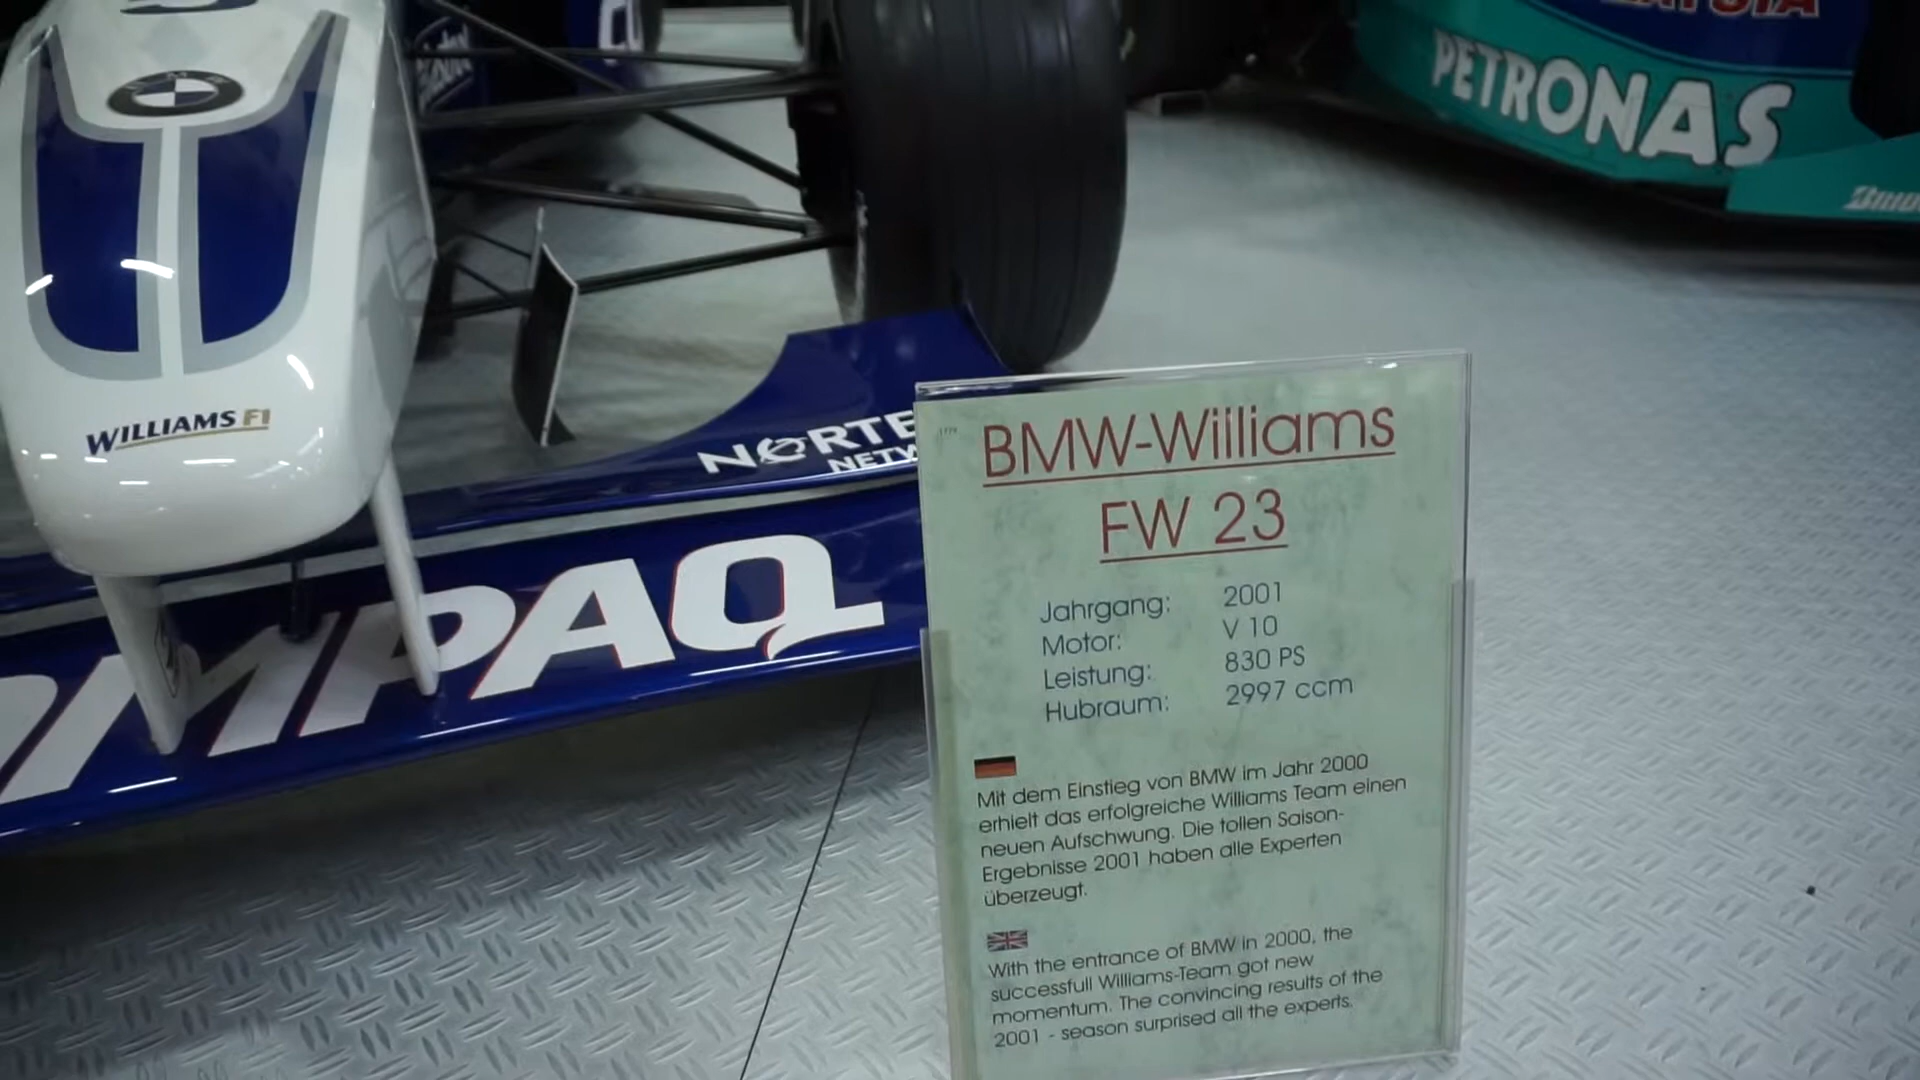 BMW
PETRONAS
WILLIAMS F1
NORTE
NETW
MPAQ
BMW-Williams
FW 23
Jahrgang: 2001
Motor: V 10
Leistung: 830 PS
Hubraum: 2997 ccm
Mit dem Einstieg von BMW im Jahr 2000
erhielt das erfolgreiche Williams Team einen
neuen Aufschwung. Die tollen Saison-
Ergebnisse 2001 haben alle Experten
überzeugt.
With the entrance of BMW in 2000, the
successfull Williams-Team got new
momentum. The convincing results of the
2001 - season surprised all the experts.